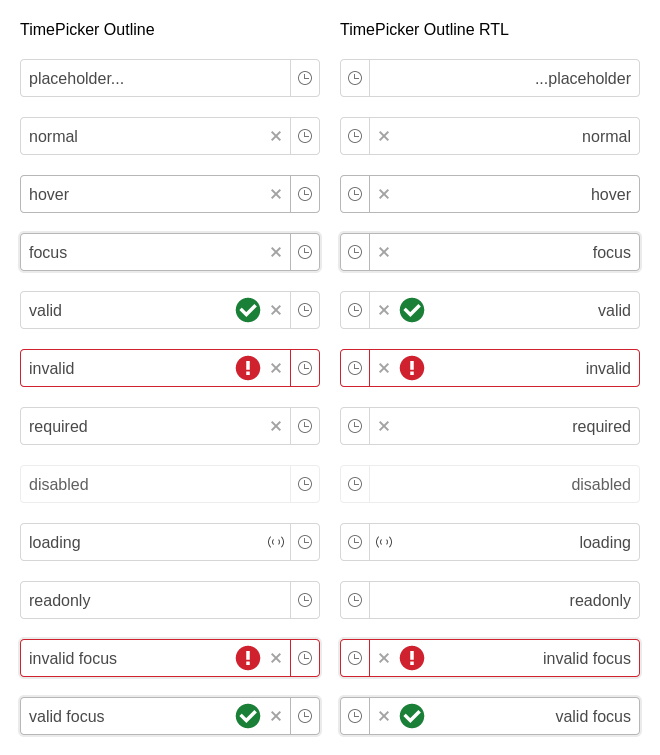 TimePicker Outline
TimePicker Outline RTL
placeholder...
...placeholder
normal
normal
hover
hover
focus
focus
valid
valid
invalid
invalid
required
required
disabled
disabled
loading
loading
readonly
readonly
invalid focus
invalid focus
valid focus
valid focus